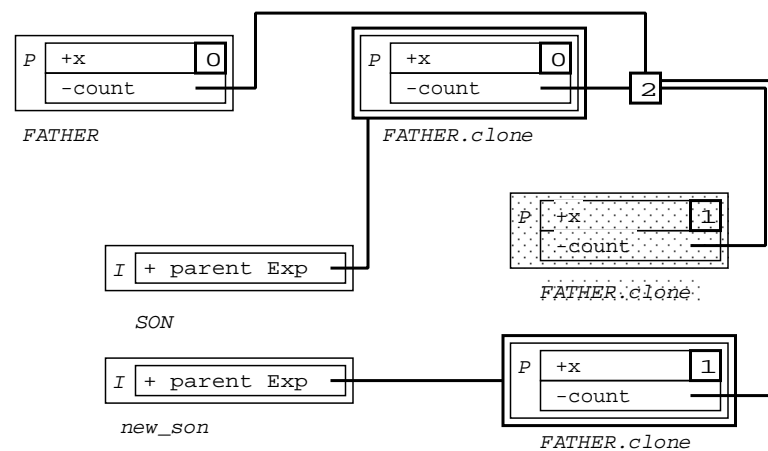 P +x 0
-count
FATHER
P +x 0
-count
FATHER.clone
2
P +x 1
-count
FATHER.clone
I + parent Exp
SON
I + parent Exp
new_son
P +x 1
-count
FATHER.clone